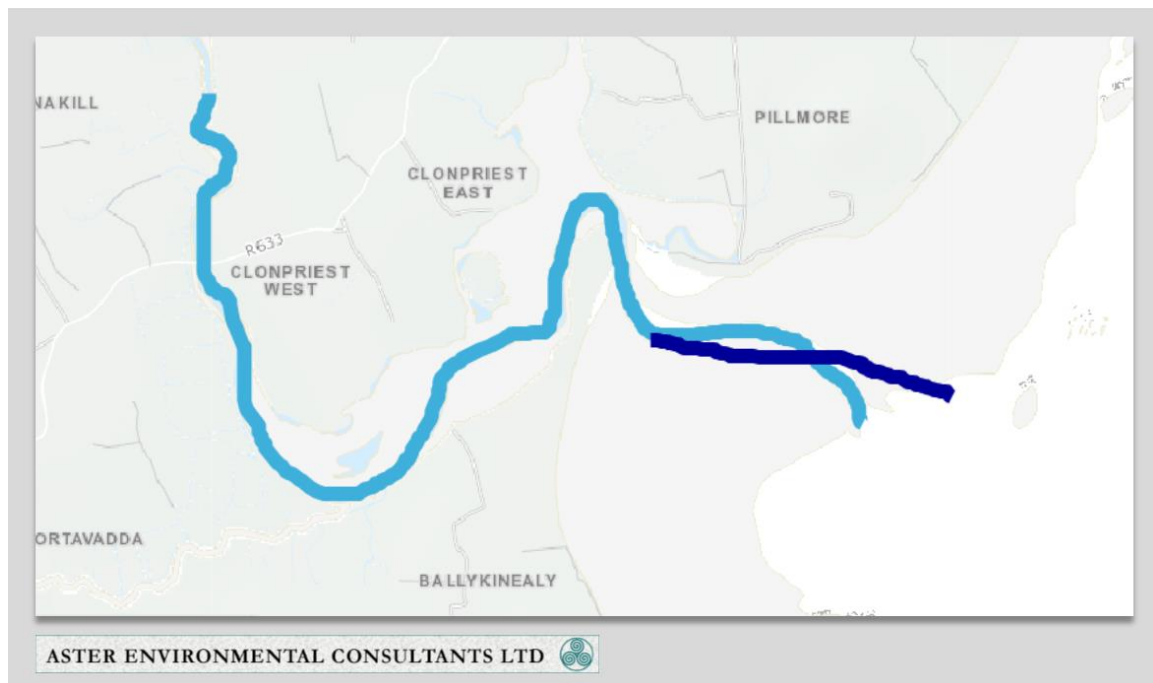 NAKILL
PILLMORE
CLONPRIEST
EAST
R633
CLONPRIEST
WEST
ORTAVADDA
BALLYKINEALY
ASTER ENVIRONMENTAL CONSULTANTS LTD